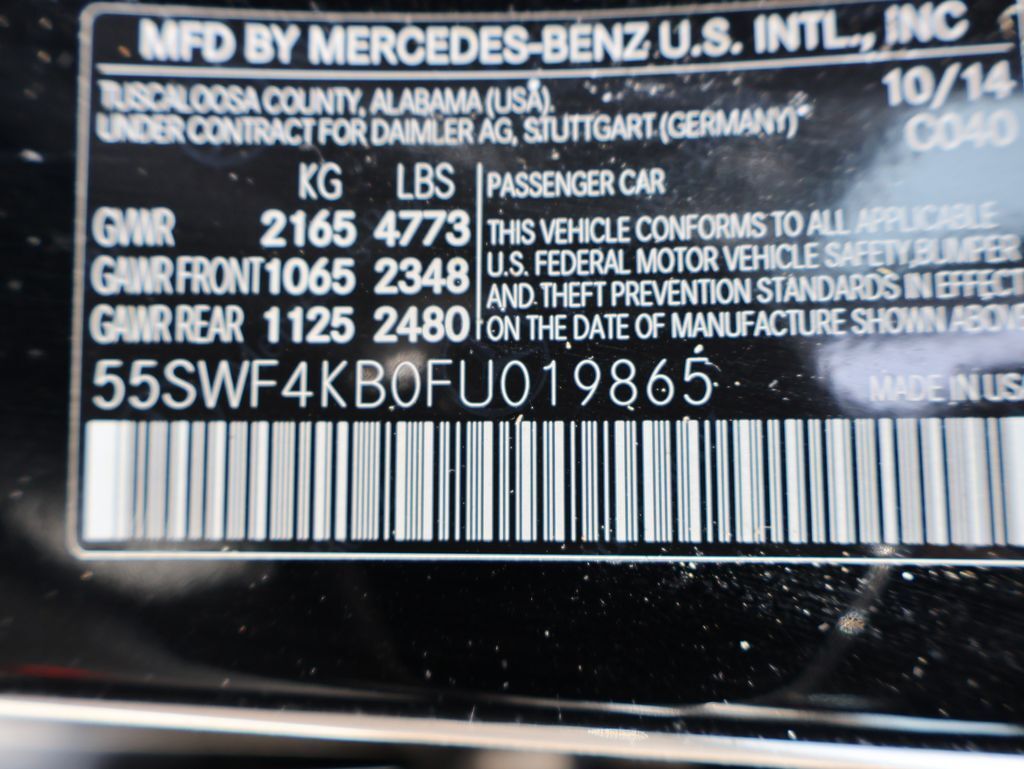 MFD BY MERCEDES-BENZ U.S. INTL., INC
TUSCALOOSA COUNTY, ALABAMA (USA). 10/14
UNDER CONTRACT FOR DAIMLER AG, STUTTGART (GERMANY) C040
KG LBS PASSENGER CAR
GWR 2165 4773 THIS VEHICLE CONFORMS TO ALL APPLICABLE
GAWR FRONT 1065 2348 U.S. FEDERAL MOTOR VEHICLE SAFETY, BUMPER
AND THEFT PREVENTION STANDARDS IN EFFECT
GAWR REAR 1125 2480 ON THE DATE OF MANUFACTURE SHOWN ABOVE
55SWF4KB0FU019865 MADE IN USA